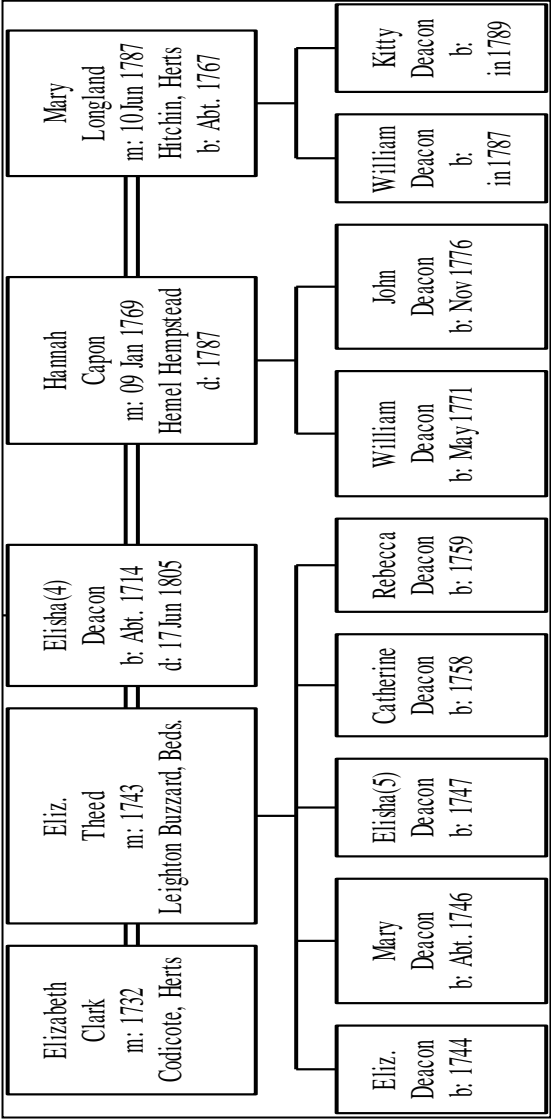 Elizabeth
Clark
m: 1732
Codicote, Herts
Eliz.
Theed
m: 1743
Leighton Buzzard, Beds.
Elisha(4)
Deacon
b: Abt. 1714
d: 17 Jun 1805
Hannah
Capon
m: 09 Jan 1769
Hemel Hempstead
d: 1787
Mary
Longland
m: 10 Jun 1787
Hitchin, Herts
b: Abt. 1767
Eliz.
Deacon
b: 1744
Mary
Deacon
b: Abt. 1746
Elisha(5)
Deacon
b: 1747
Catherine
Deacon
b: 1758
Rebecca
Deacon
b: 1759
William
Deacon
b: May 1771
John
Deacon
b: Nov 1776
William
Deacon
b:
in 1787
Kitty
Deacon
b:
in 1789